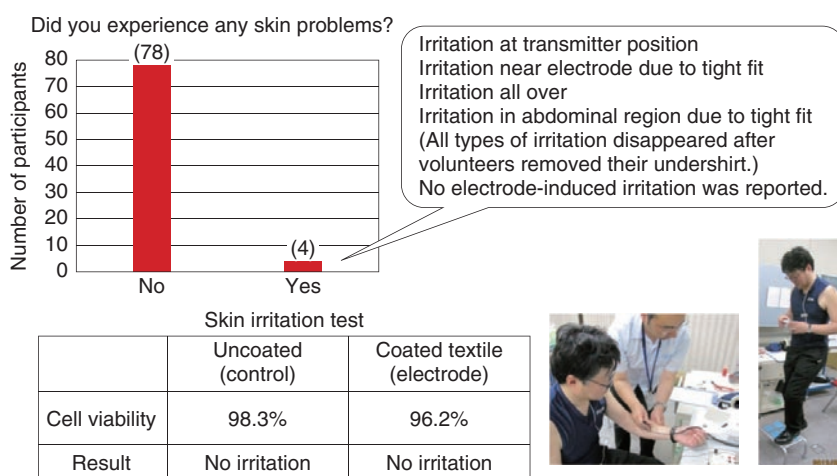 Did you experience any skin problems?
Number of participants
80
70
60
50
40
30
20
10
0
(78)
(4)
No
Yes
Irritation at transmitter position
Irritation near electrode due to tight fit
Irritation all over
Irritation in abdominal region due to tight fit
(All types of irritation disappeared after
volunteers removed their undershirt.)
No electrode-induced irritation was reported.
Skin irritation test
Uncoated
(control)
Coated textile
(electrode)
Cell viability
98.3%
96.2%
Result
No irritation
No irritation